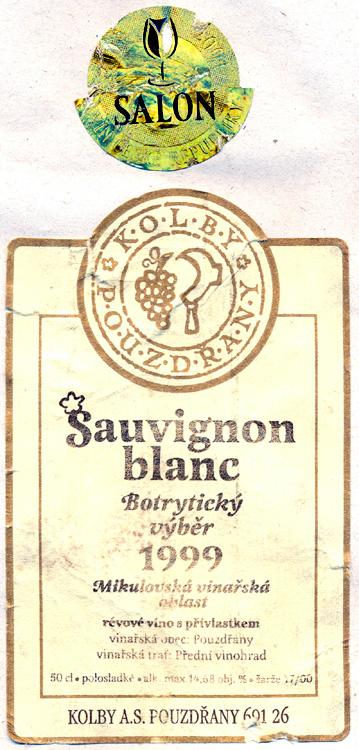 SALON
KOLBY
POUZDŘANY
Sauvignon
blanc
Botrytický
výběr
1999
Mikulovská vinařská
oblast
révové víno s přívlastkem
vinařská obec: Pouzdřany
vinařská trať: Přední vinohrad
50 cl • polosladké • alk. max 14,58 obj. % • šarže 17/00
KOLBY A.S. POUZDŘANY 691 26